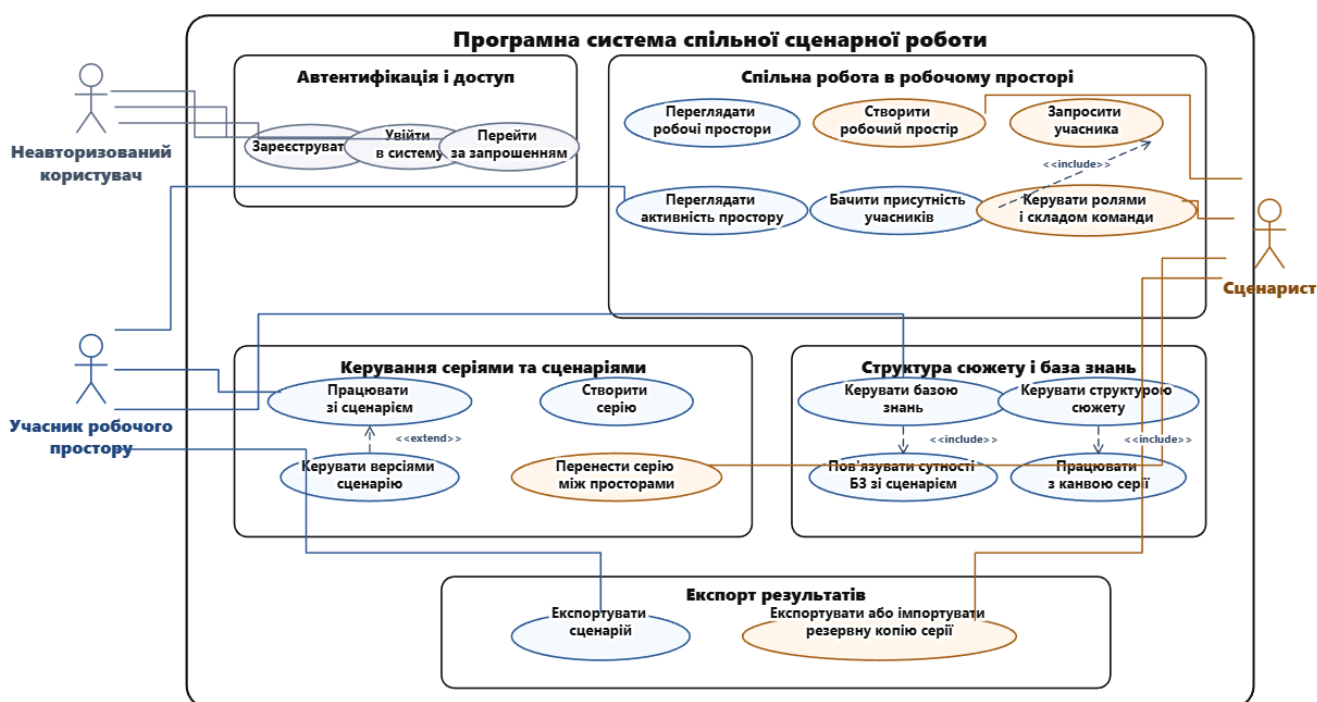 Програмна система спільної сценарної роботи
Автентифікація і доступ
Неавторизований
користувач
Зареєструват
Увійти
в систему
Перейти
за запрошенням
Спільна робота в робочому просторі
Переглядати
робочі простори
Створити
робочий простір
Запросити
учасника
<<include>>
Переглядати
активність простору
Бачити присутність
учасників
Керувати ролями
і складом команди
Сценарист
Учасник робочого
простору
Керування серіями та сценаріями
Працювати
зі сценарієм
Створити
серію
<<extend>>
Керувати версіями
сценарію
Перенести серію
між просторами
Структура сюжету і база знань
Керувати базою
знань
Керувати структурою
сюжету
<<include>>
<<include>>
Пов'язувати сутності
БЗ зі сценарієм
Працювати
з канвою серії
Експорт результатів
Експортувати
сценарій
Експортувати або імпортувати
резервну копію серії